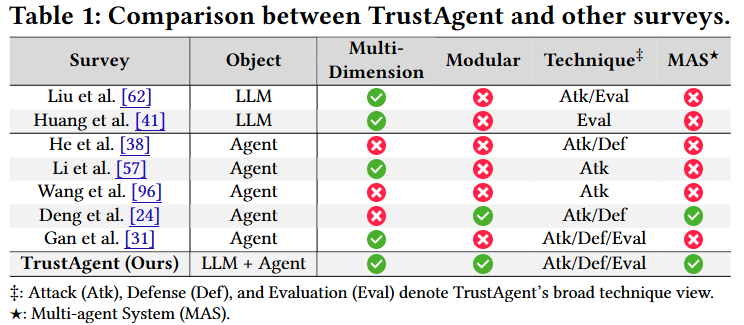 Table 1: Comparison between TrustAgent and other surveys.
Survey Object Multi-Dimension Modular Technique‡ MAS★
Liu et al. [62] LLM Atk/Eval
Huang et al. [41] LLM Eval
He et al. [38] Agent Atk/Def
Li et al. [57] Agent Atk
Wang et al. [96] Agent Atk
Deng et al. [24] Agent Atk/Def
Gan et al. [31] Agent Atk/Def/Eval
TrustAgent (Ours) LLM + Agent Atk/Def/Eval
‡: Attack (Atk), Defense (Def), and Evaluation (Eval) denote TrustAgent's broad technique view.
★: Multi-agent System (MAS).